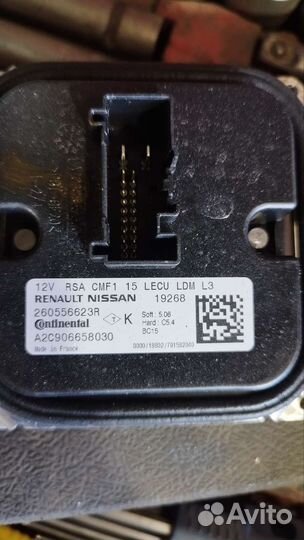 12V RSA CMF1 15 LECU LDM L3
RENAULT NISSAN 19268
260556623R
Soft : 5.06
Hard : C5.4
BC15
Continental
K
A2C906658030
Made in France
Avito